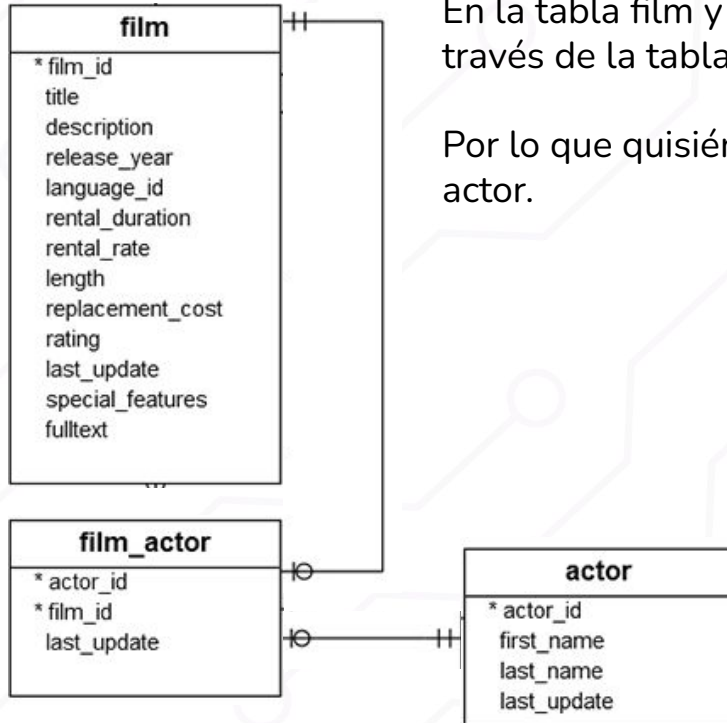 film
* film_id
title
description
release_year
language_id
rental_duration
rental_rate
length
replacement_cost
rating
last_update
special_features
fulltext
En la tabla film y
través de la tabla
Por lo que
actor.
film_actor
* actor_id
* film_id
last_update
actor
* actor_id
first_name
last_name
last_update